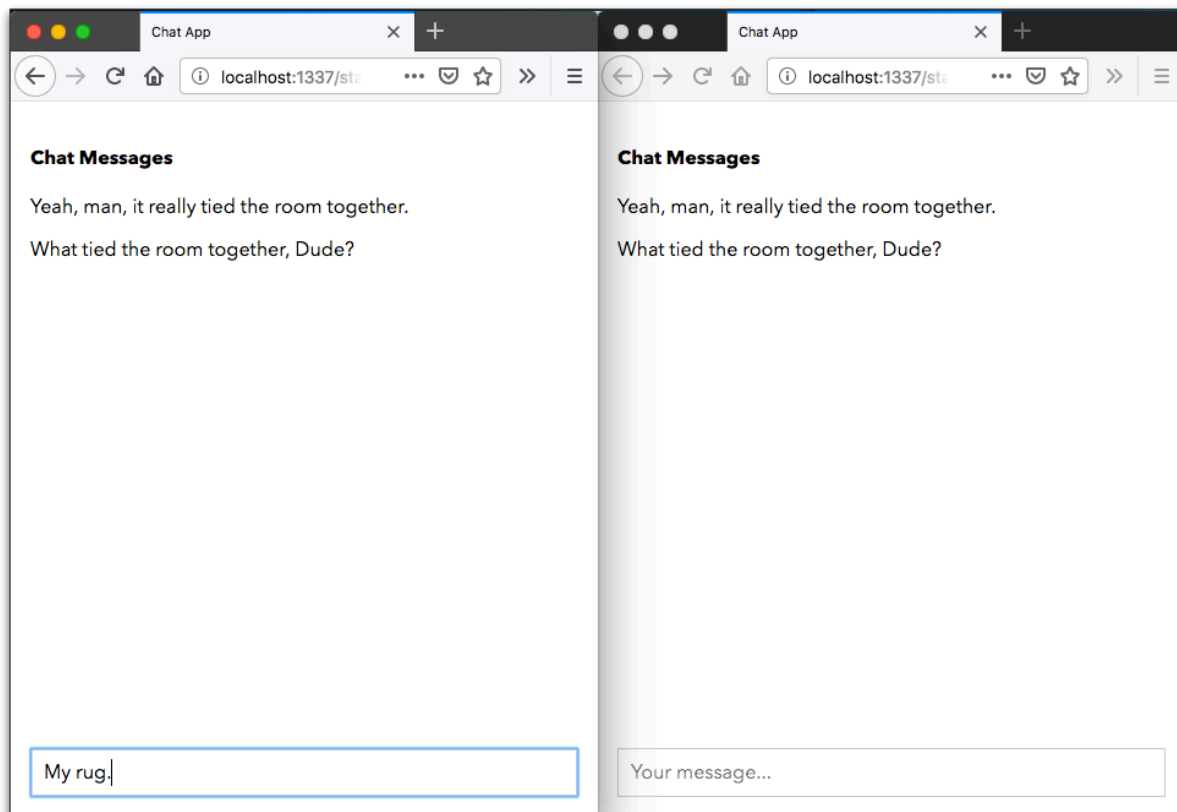 Chat App
localhost:1337/sta
Chat Messages
Yeah, man, it really tied the room together.
What tied the room together, Dude?
My rug.
Chat App
localhost:1337/sta
Chat Messages
Yeah, man, it really tied the room together.
What tied the room together, Dude?
Your message...